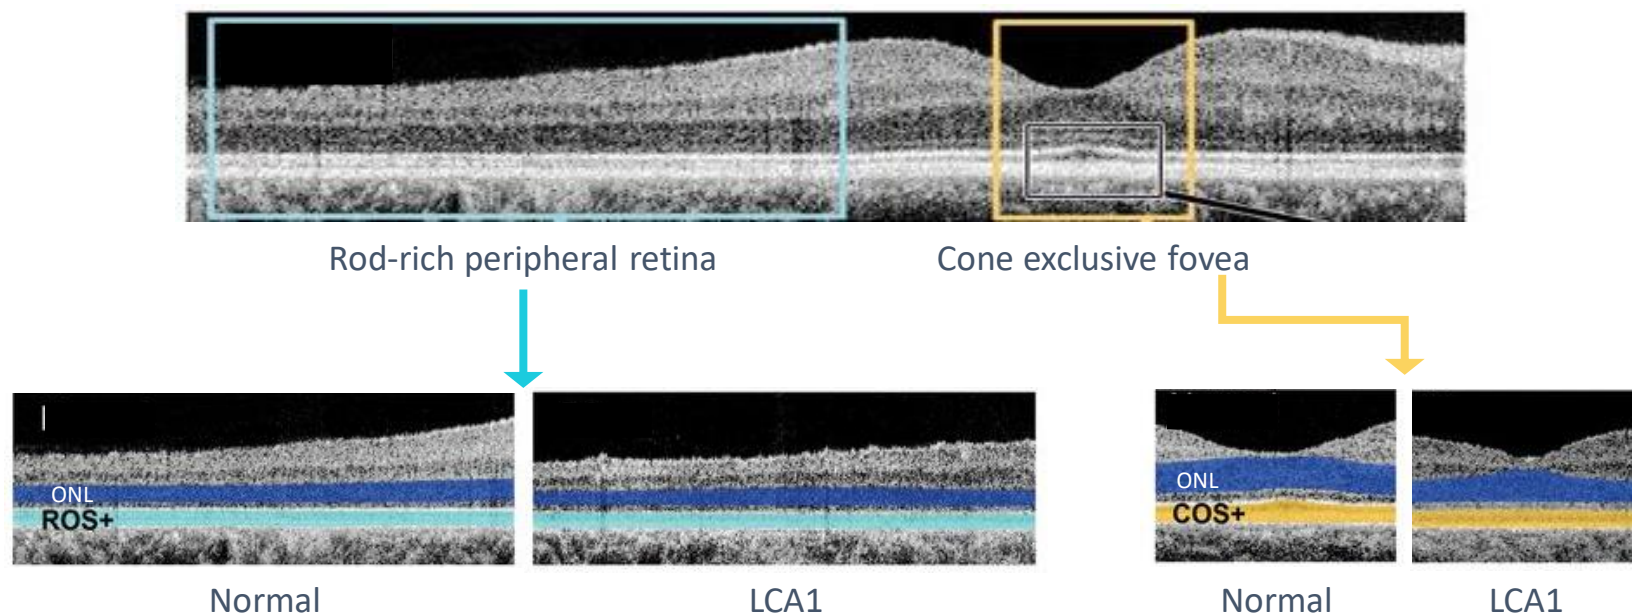 Rod-rich peripheral retina
Cone exclusive fovea
ONL
ROS+
ONL
COS+
Normal
LCA1
Normal
LCA1